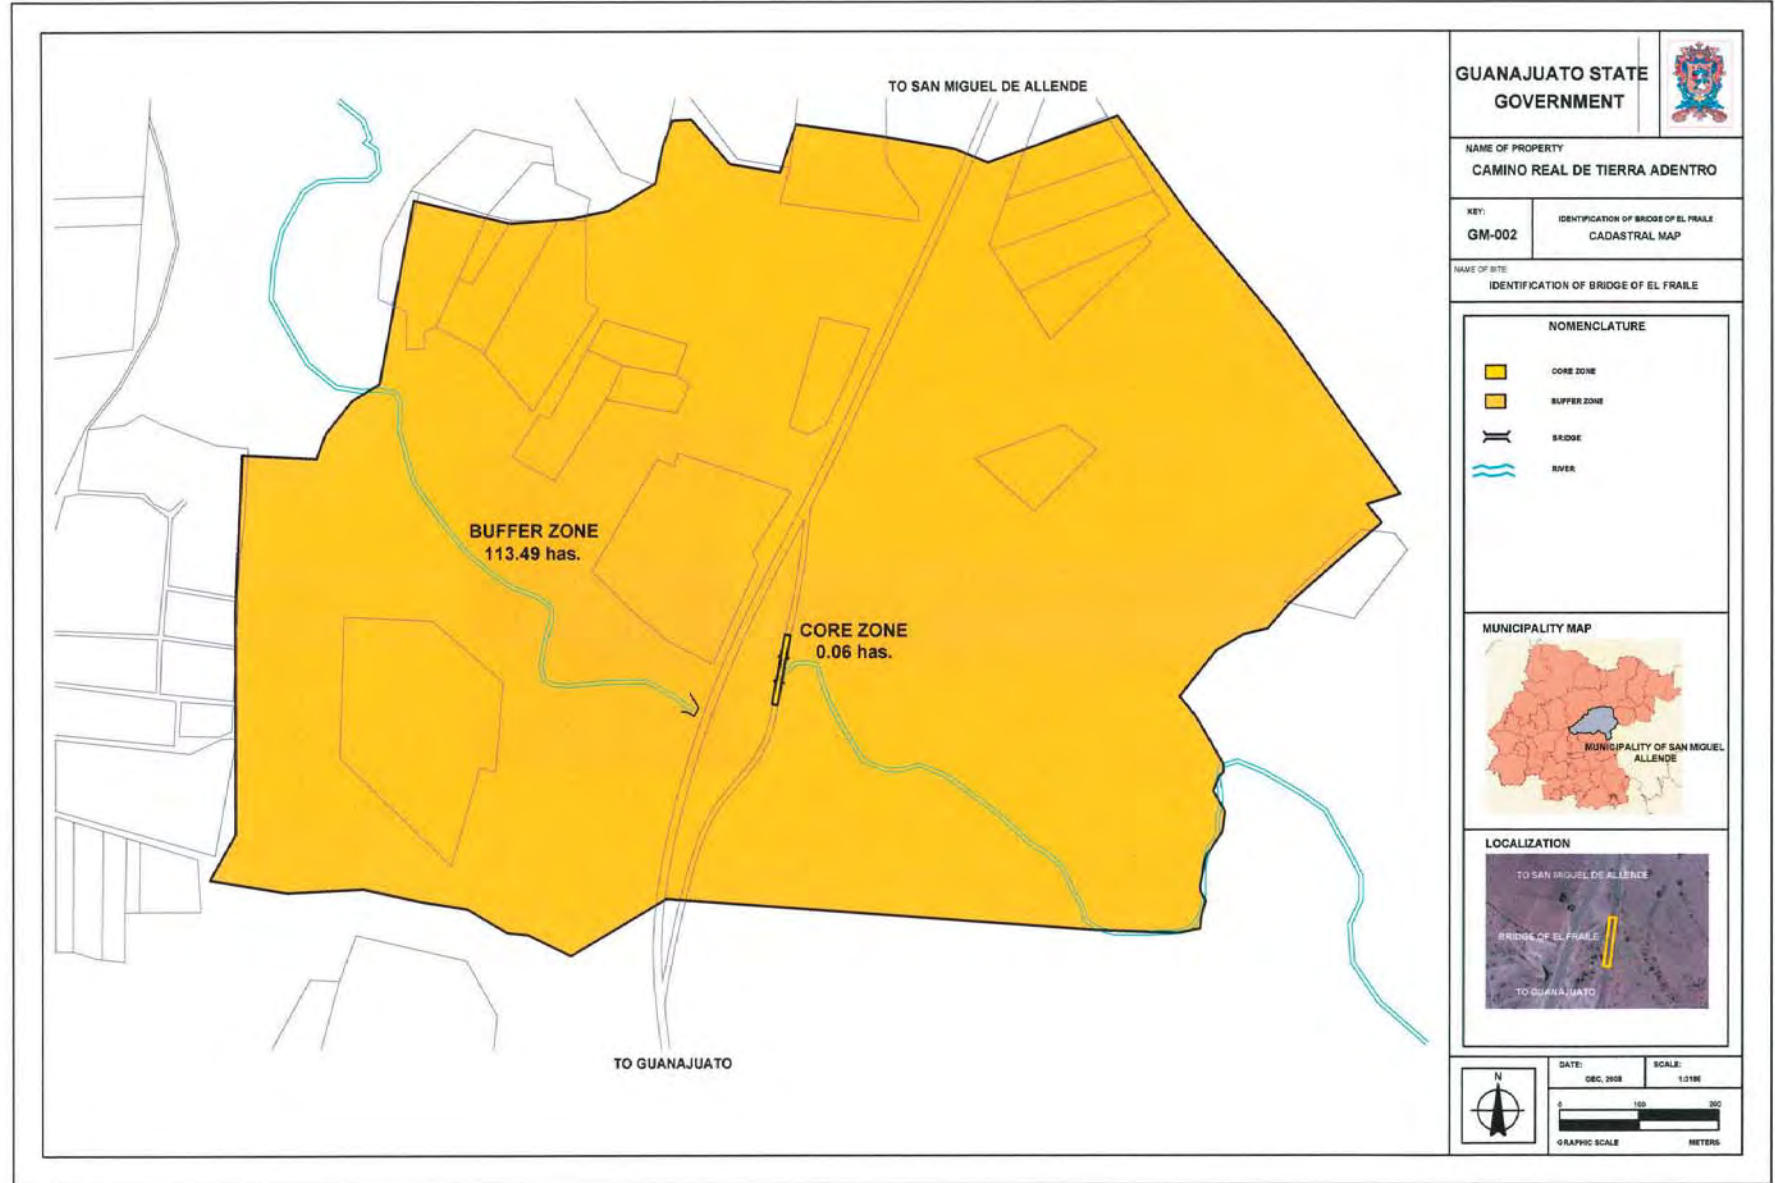 TO SAN MIGUEL DE ALLENDE
BUFFER ZONE
113.49 has.
CORE ZONE
0.06 has.
TO GUANAJUATO
GUANAJUATO STATE
GOVERNMENT
NAME OF PROPERTY
CAMINO REAL DE TIERRA ADENTRO
KEY:
GM-002
IDENTIFICATION OF BRIDGE OF EL FRAILE
CADASTRAL MAP
NAME OF SITE
IDENTIFICATION OF BRIDGE OF EL FRAILE
NOMENCLATURE
CORE ZONE
BUFFER ZONE
BRIDGE
RIVER
MUNICIPALITY MAP
MUNICIPALITY OF SAN MIGUEL
ALLENDE
LOCALIZATION
TO SAN MIGUEL DE ALLENDE
BRIDGE OF EL FRAILE
TO GUANAJUATO
N
DATE:
DEC, 2008
SCALE:
0 100 200
GRAPHIC SCALE METERS